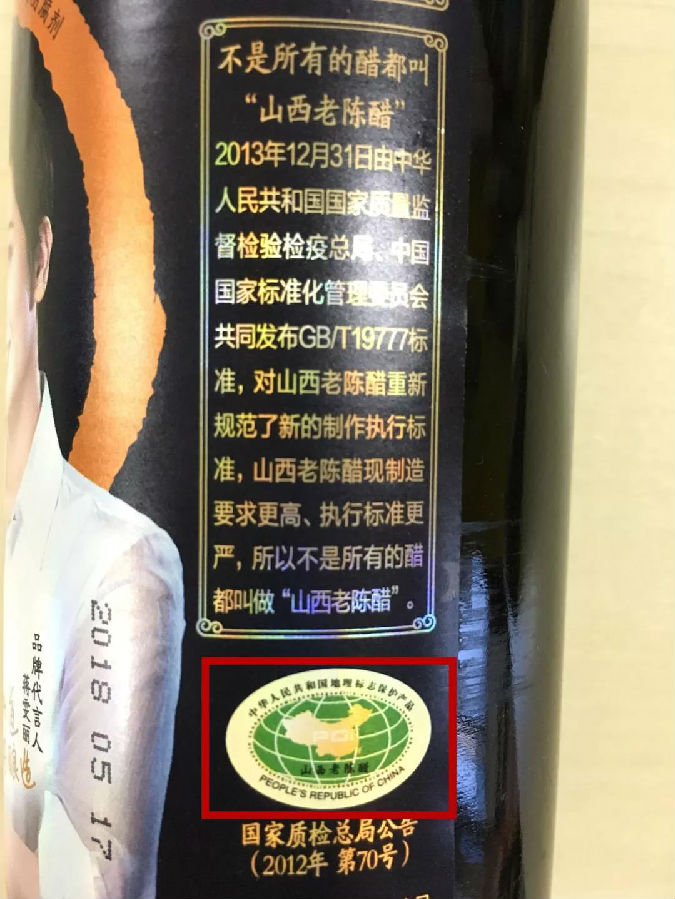 腐剂
不是所有的醋都叫
“山西老陈醋”
2013年12月31日由中华
人民共和国国家质量监
督检验检疫总局、中国
国家标准化管理委员会
共同发布GB/T19777标
准，对山西老陈醋重新
规范了新的制作执行标
准，山西老陈醋现制造
要求更高、执行标准更
严，所以不是所有的醋
都叫做“山西老陈醋”。
品牌代言人
蒋雯丽
2018 05 17
中华人民共和国地理标志保护产品
PGI
山西老陈醋
PEOPLE'S REPUBLIC OF CHINA
国家质检总局公告
（2012年 第70号）